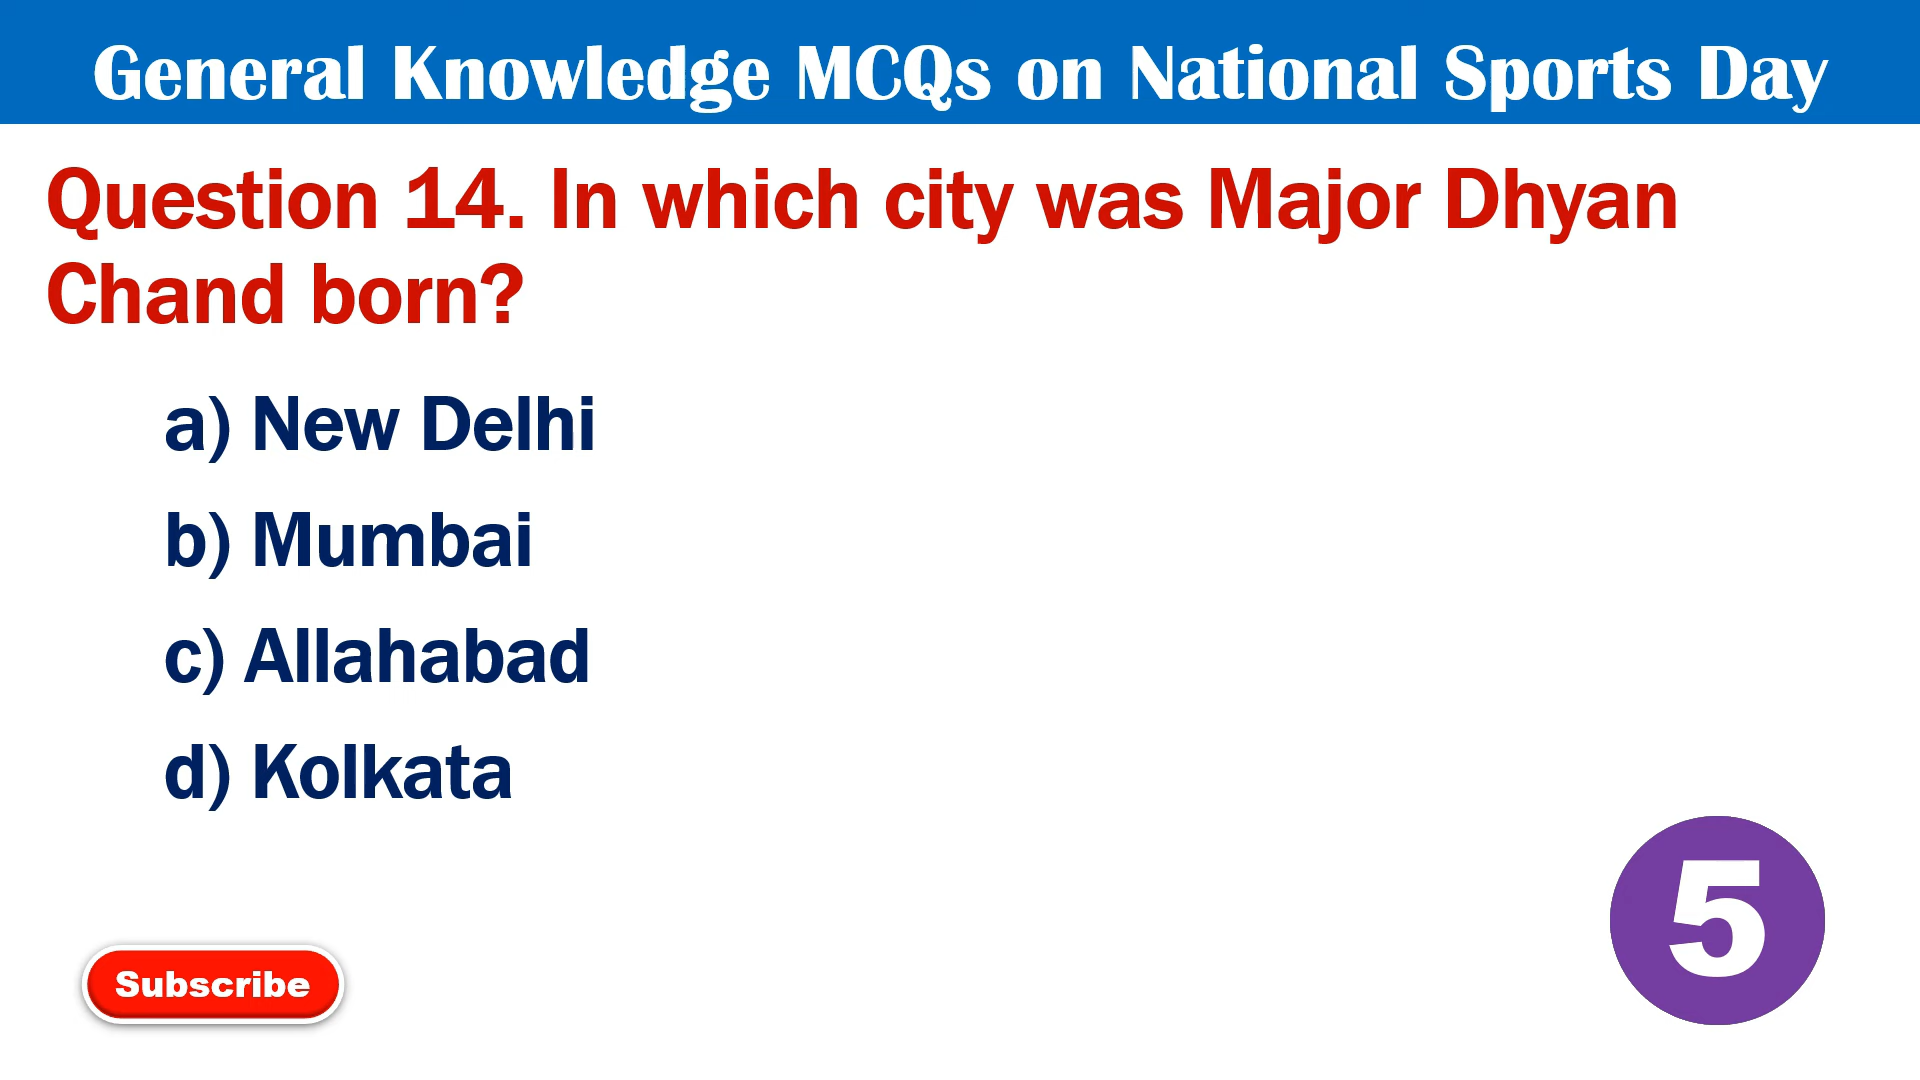 General Knowledge MCQs on National Sports Day
Question 14. In which city was Major Dhyan
Chand born?
a) New Delhi
b) Mumbai
c) Allahabad
d) Kolkata
5
Subscribe